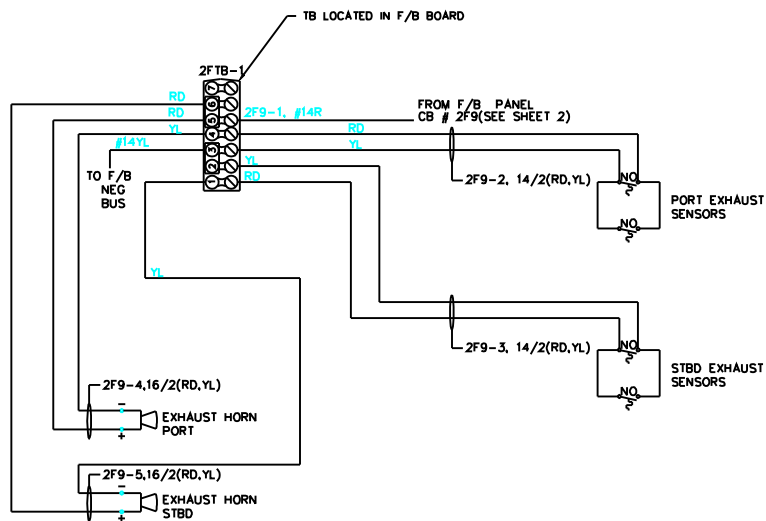 TB LOCATED IN F/B BOARD
2FTB-1
7
6
5
4
3
2
1
RD
RD
YL
#14YL
TO F/B
NEG
BUS
2F9-1, #14R
FROM F/B PANEL
CB # 2F9(SEE SHEET 2)
RD
YL
YL
RD
2F9-2, 14/2(RD,YL)
NO
NO
PORT EXHAUST
SENSORS
YL
2F9-3, 14/2(RD,YL)
NO
NO
STBD EXHAUST
SENSORS
2F9-4,16/2(RD,YL)
-
+
EXHAUST HORN
PORT
2F9-5,16/2(RD,YL)
-
+
EXHAUST HORN
STBD